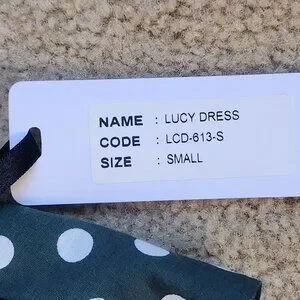 NAME : LUCY DRESS
CODE : LCD-613-S
SIZE : SMALL